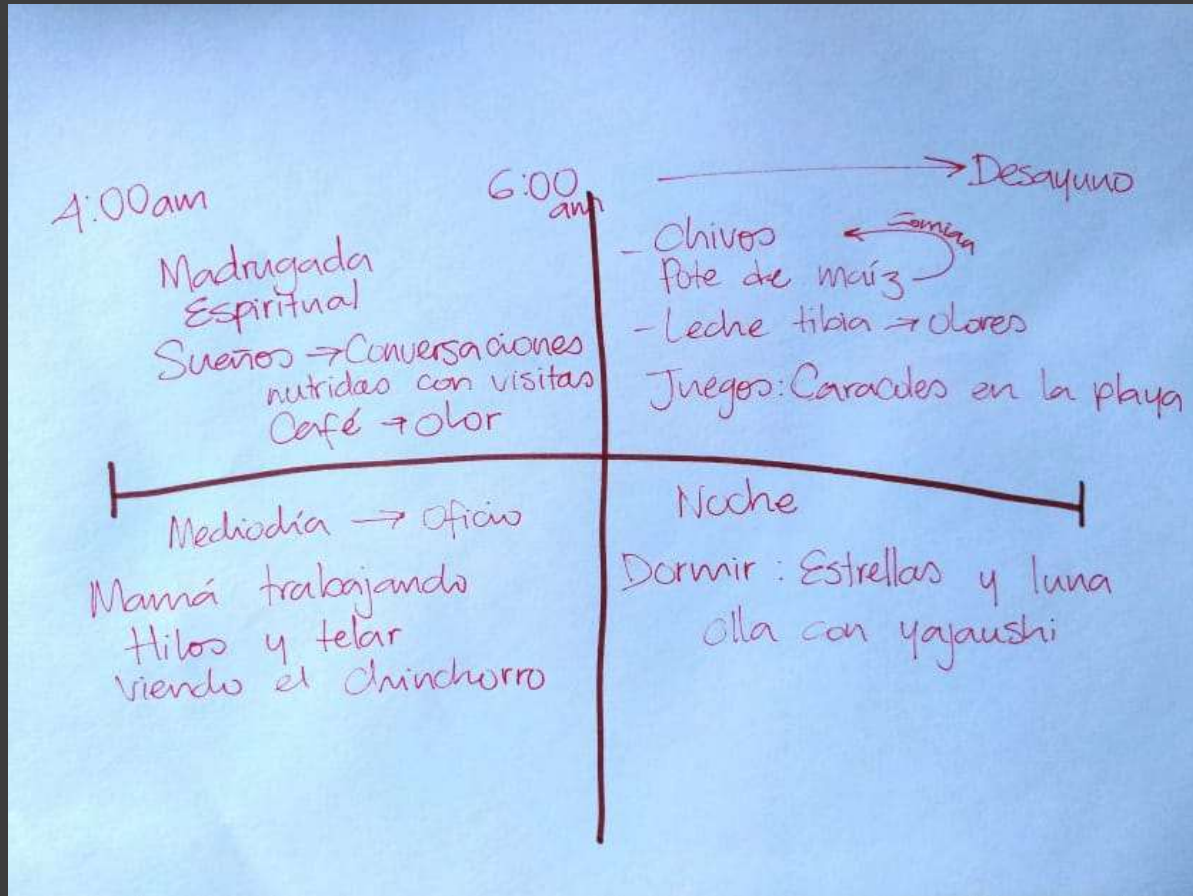 4:00am
Madrugada
Espiritual
Sueños → Conversaciones
nutridas con visitas
Café → olor
6:00
am
→ Desayuno
- Chivos
Comían
Pote de maíz
- Leche tibia → olores
Juegos: Caracoles en la playa
Mediodía → oficio
Mamá trabajando
Hilos y telar
viendo el chinchorro
Noche
Dormir: Estrellas y luna
olla con yajaushi